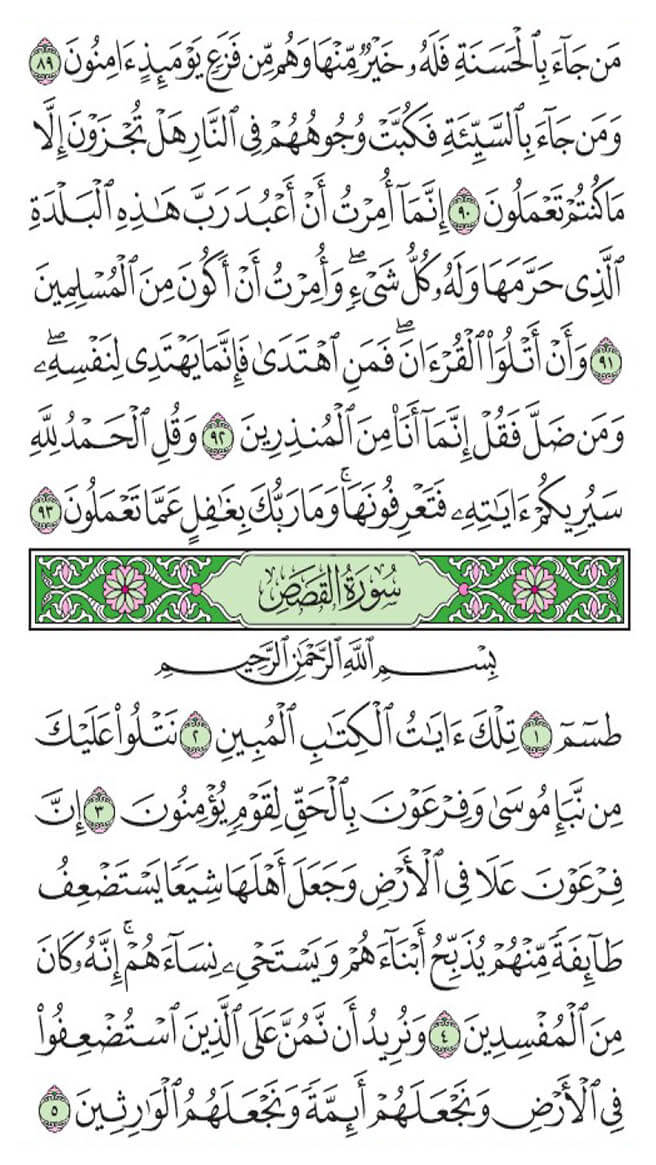 مَن جَآءَ بِٱلْحَسَنَةِ فَلَهُۥ خَيْرٌ مِّنْهَا وَهُم مِّن فَزَعٍ يَوْمَئِذٍ ءَامِنُونَ ٨٩
وَمَن جَآءَ بِٱلسَّيِّئَةِ فَكُبَّتْ وُجُوهُهُمْ فِى ٱلنَّارِ هَلْ تُجْزَوْنَ إِلَّا
مَا كُنتُمْ تَعْمَلُونَ ٩٠ إِنَّمَآ أُمِرْتُ أَنْ أَعْبُدَ رَبَّ هَٰذِهِ ٱلْبَلْدَةِ
ٱلَّذِى حَرَّمَهَا وَلَهُۥ كُلُّ شَىْءٍ ۖ وَأُمِرْتُ أَنْ أَكُونَ مِنَ ٱلْمُسْلِمِينَ
٩١ وَأَنْ أَتْلُوَا۟ ٱلْقُرْءَانَ ۖ فَمَنِ ٱهْتَدَىٰ فَإِنَّمَا يَهْتَدِى لِنَفْسِهِۦ ۖ
وَمَن ضَلَّ فَقُلْ إِنَّمَآ أَنَا۠ مِنَ ٱلْمُنذِرِينَ ٩٢ وَقُلِ ٱلْحَمْدُ لِلَّهِ
سَيُرِيكُمْ ءَايَٰتِهِۦ فَتَعْرِفُونَهَا ۚ وَمَا رَبُّكَ بِغَٰفِلٍ عَمَّا تَعْمَلُونَ ٩٣
سُورَةُ القَصَصِ
بِسْمِ ٱللَّهِ ٱلرَّحْمَٰنِ ٱلرَّحِيمِ
طسٓمٓ ١ تِلْكَ ءَايَٰتُ ٱلْكِتَٰبِ ٱلْمُبِينِ ٢ نَتْلُوا۟ عَلَيْكَ
مِن نَّبَإِ مُوسَىٰ وَفِرْعَوْنَ بِٱلْحَقِّ لِقَوْمٍ يُؤْمِنُونَ ٣ إِنَّ
فِرْعَوْنَ عَلَا فِى ٱلْأَرْضِ وَجَعَلَ أَهْلَهَا شِيَعًا يَسْتَضْعِفُ
طَآئِفَةً مِّنْهُمْ يُذَبِّحُ أَبْنَآءَهُمْ وَيَسْتَحْىِۦ نِسَآءَهُمْ ۚ إِنَّهُۥ كَانَ
مِنَ ٱلْمُفْسِدِينَ ٤ وَنُرِيدُ أَن نَّمُنَّ عَلَى ٱلَّذِينَ ٱسْتُضْعِفُوا۟
فِى ٱلْأَرْضِ وَنَجْعَلَهُمْ أَئِمَّةً وَنَجْعَلَهُمُ ٱلْوَٰرِثِينَ ٥